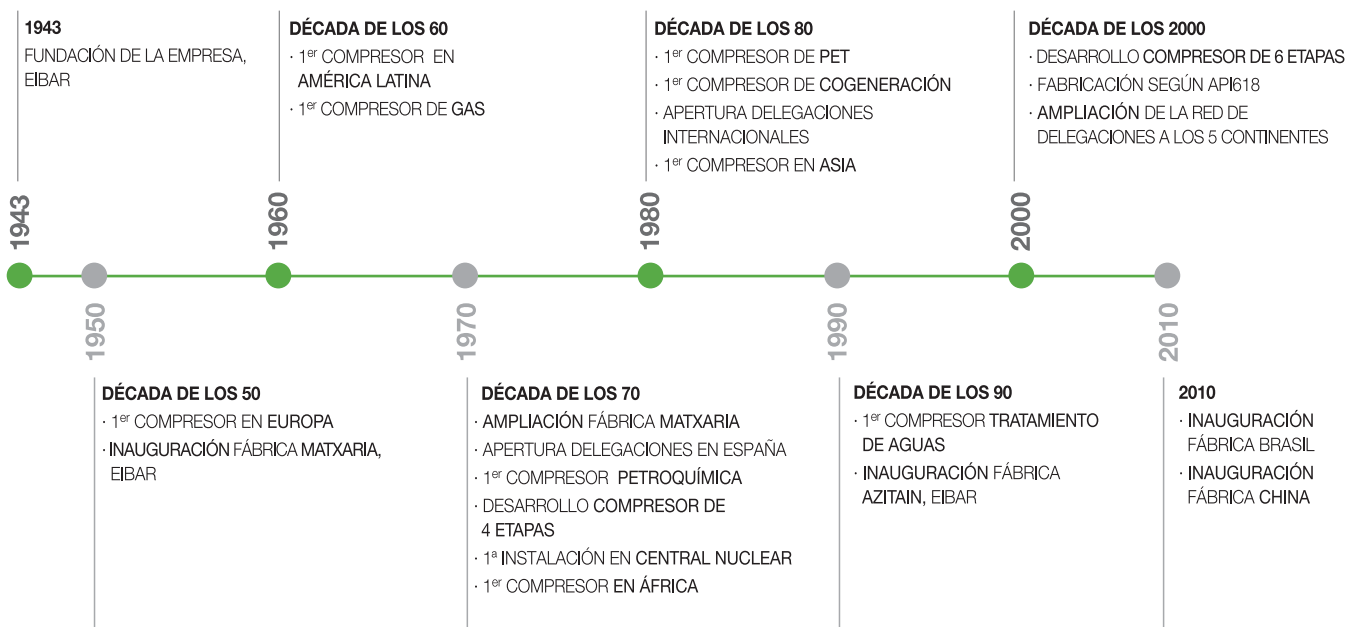 1943
FUNDACIÓN DE LA EMPRESA,
EIBAR
DÉCADA DE LOS 60
· 1er COMPRESOR EN
AMÉRICA LATINA
· 1er COMPRESOR DE GAS
DÉCADA DE LOS 80
· 1er COMPRESOR DE PET
· 1er COMPRESOR DE COGENERACIÓN
· APERTURA DELEGACIONES
INTERNACIONALES
· 1er COMPRESOR EN ASIA
DÉCADA DE LOS 2000
· DESARROLLO COMPRESOR DE 6 ETAPAS
· FABRICACIÓN SEGÚN API618
· AMPLIACIÓN DE LA RED DE
DELEGACIONES A LOS 5 CONTINENTES
1943
1960
1980
2000
1950
1970
1990
2010
DÉCADA DE LOS 50
· 1er COMPRESOR EN EUROPA
· INAUGURACIÓN FÁBRICA MATXARIA,
EIBAR
DÉCADA DE LOS 70
· AMPLIACIÓN FÁBRICA MATXARIA
· APERTURA DELEGACIONES EN ESPAÑA
· 1er COMPRESOR PETROQUÍMICA
· DESARROLLO COMPRESOR DE
4 ETAPAS
· 1ª INSTALACIÓN EN CENTRAL NUCLEAR
· 1er COMPRESOR EN ÁFRICA
DÉCADA DE LOS 90
· 1er COMPRESOR TRATAMIENTO
DE AGUAS
· INAUGURACIÓN FÁBRICA
AZITAIN, EIBAR
2010
· INAUGURACIÓN
FÁBRICA BRASIL
· INAUGURACIÓN
FÁBRICA CHINA